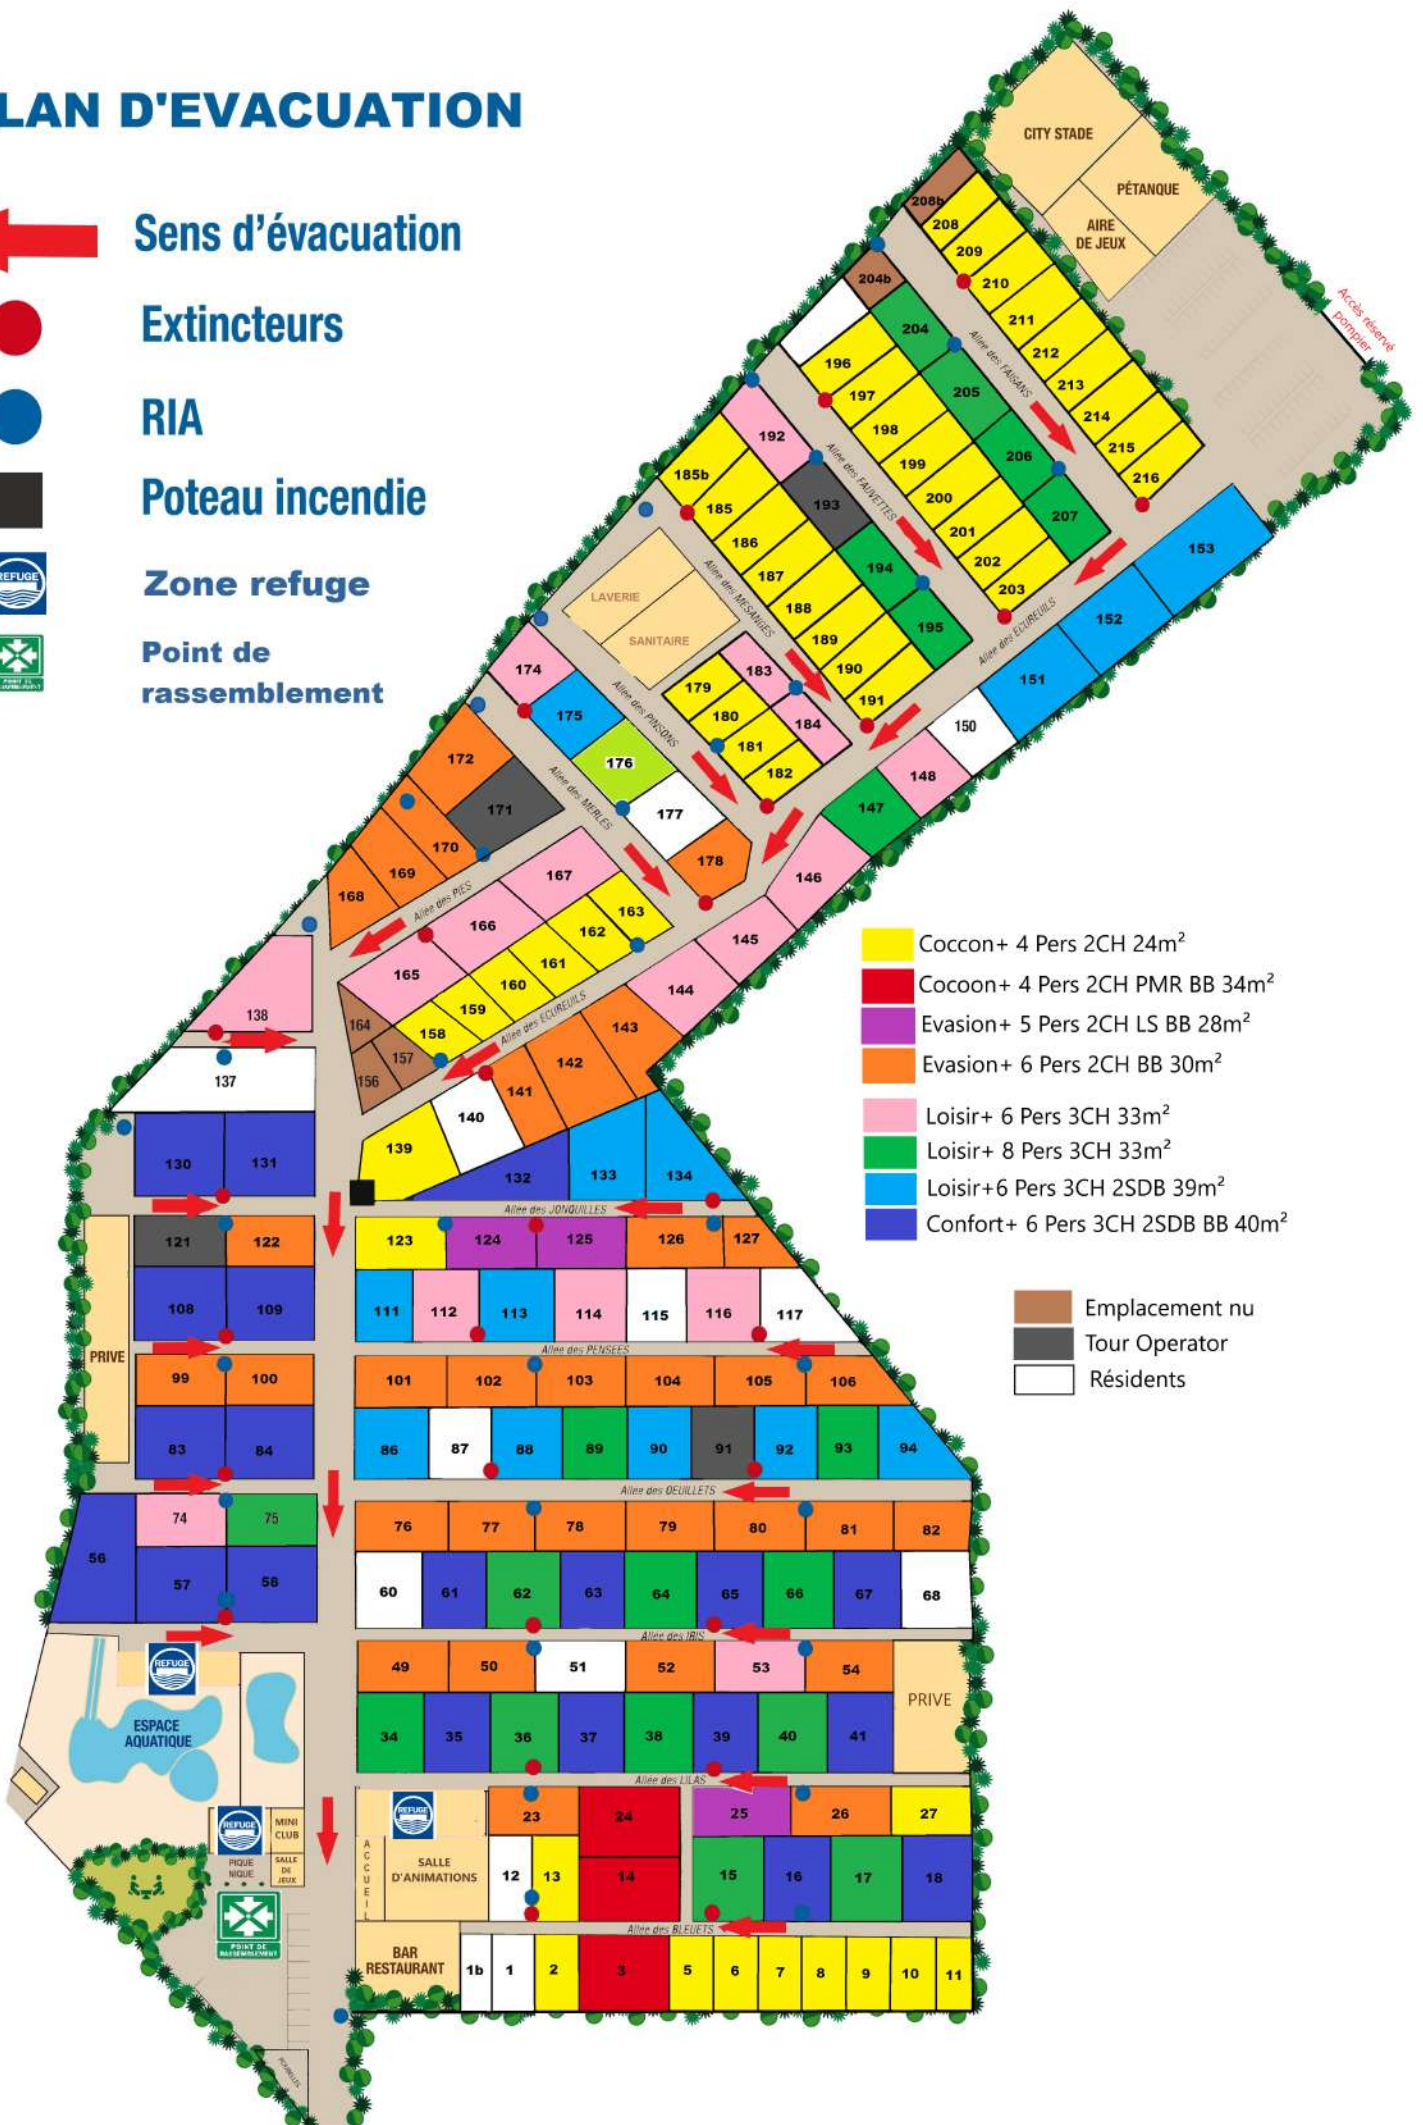 LAN D'EVACUATION
Sens d'évacuation
Extincteurs
RIA
Poteau incendie
REFUGE
Zone refuge
Point de
rassemblement
CITY STADE
PÉTANQUE
AIRE
DE JEUX
Accès réservé
pompier
208b
208
209
210
211
212
213
214
215
216
Allée des FAISANS
204b
204
205
206
207
196
197
198
199
200
201
202
203
Allée des FAUVETTES
192
193
194
195
185b
185
186
187
188
189
190
191
Allée des MESANGES
LAVERIE
SANITAIRE
179
180
181
182
183
184
Allée des PINSONS
174
175
176
177
178
Allée des MERLES
172
171
170
169
168
Allée des PIES
167
166
165
164
163
162
161
160
159
158
157
156
Allée des ECUREUILS
Allée des ECUREUILS
153
152
151
150
148
147
146
145
144
143
142
141
140
139
138
137
Coccon+ 4 Pers 2CH 24m²
Cocoon+ 4 Pers 2CH PMR BB 34m²
Evasion+ 5 Pers 2CH LS BB 28m²
Evasion+ 6 Pers 2CH BB 30m²
Loisir+ 6 Pers 3CH 33m²
Loisir+ 8 Pers 3CH 33m²
Loisir+6 Pers 3CH 2SDB 39m²
Confort+ 6 Pers 3CH 2SDB BB 40m²
Emplacement nu
Tour Operator
Résidents
130 131 132 133 134
Allée des JONQUILLES
121 122 123 124 125 126 127
108 109 111 112 113 114 115 116 117
PRIVE
Allée des PENSEES
99 100 101 102 103 104 105 106
83 84 86 87 88 89 90 91 92 93 94
Allée des OEUILLETS
74 75 76 77 78 79 80 81 82
56 57 58 60 61 62 63 64 65 66 67 68
Allée des IRIS
REFUGE
49 50 51 52 53 54
PRIVE
ESPACE
AQUATIQUE
34 35 36 37 38 39 40 41
Allée des LILAS
REFUGE
MINI
CLUB
PIQUE
NIQUE
SALLE
DE
JEUX
REFUGE
23 24 25 26 27
ACCUEIL
SALLE
D'ANIMATIONS
12 13 14 15 16 17 18
POINT DE
RASSEMBLEMENT
Allée des BLEUETS
BAR
RESTAURANT
1b 1 2 3 5 6 7 8 9 10 11